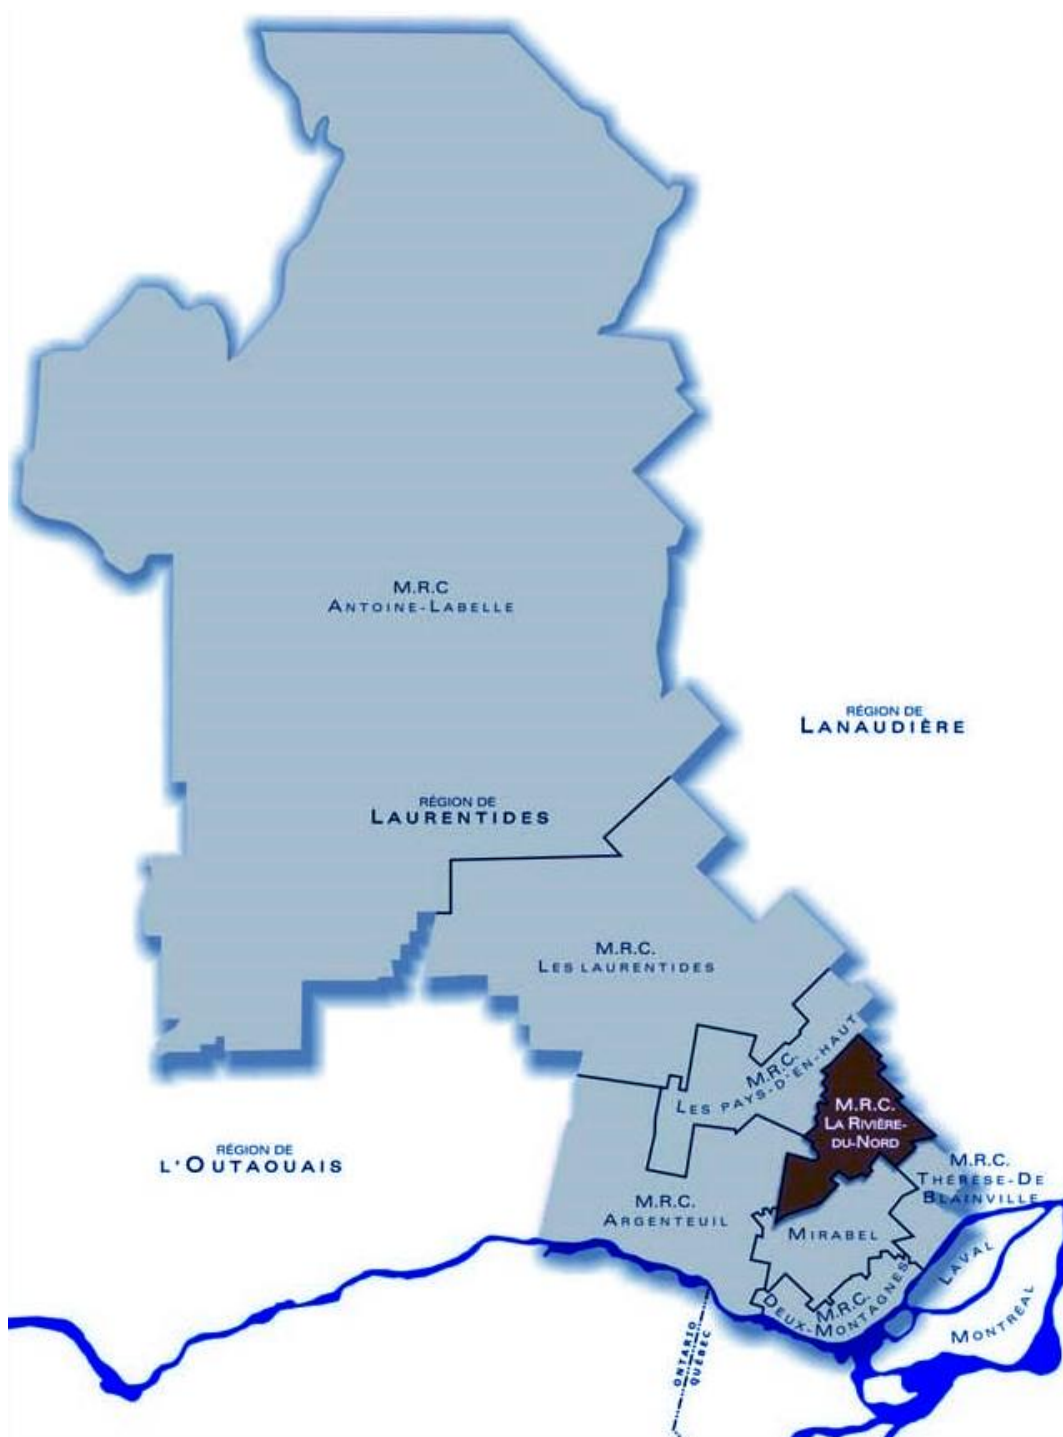 M.R.C
ANTOINE-LABELLE
RÉGION DE
LANAUDIÈRE
RÉGION DE
LAURENTIDES
M.R.C.
LES LAURENTIDES
M.R.C.
LES PAYS-D'EN-HAUT
M.R.C.
LA RIVIÈRE-
DU-NORD
RÉGION DE
L'OUTAOUAIS
M.R.C.
THÉRÈSE-DE
BLAINVILLE
M.R.C.
ARGENTEUIL
MIRABEL
LAVAL
M.R.C.
DEUX-MONTAGNES
MONTRÉAL
ONTARIO
QUÉBEC